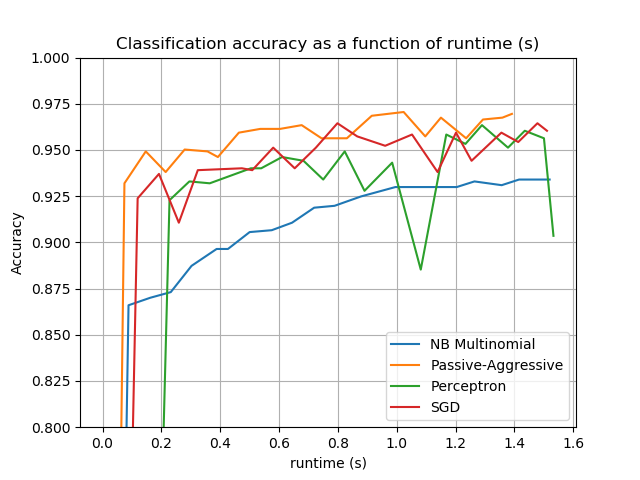 Classification accuracy as a function of runtime (s)
1.000
0.975
0.950
0.925
0.900
0.875
0.850
0.825
0.800
Accuracy
NB Multinomial
Passive-Aggressive
Perceptron
SGD
0.0 0.2 0.4 0.6 0.8 1.0 1.2 1.4 1.6
runtime (s)